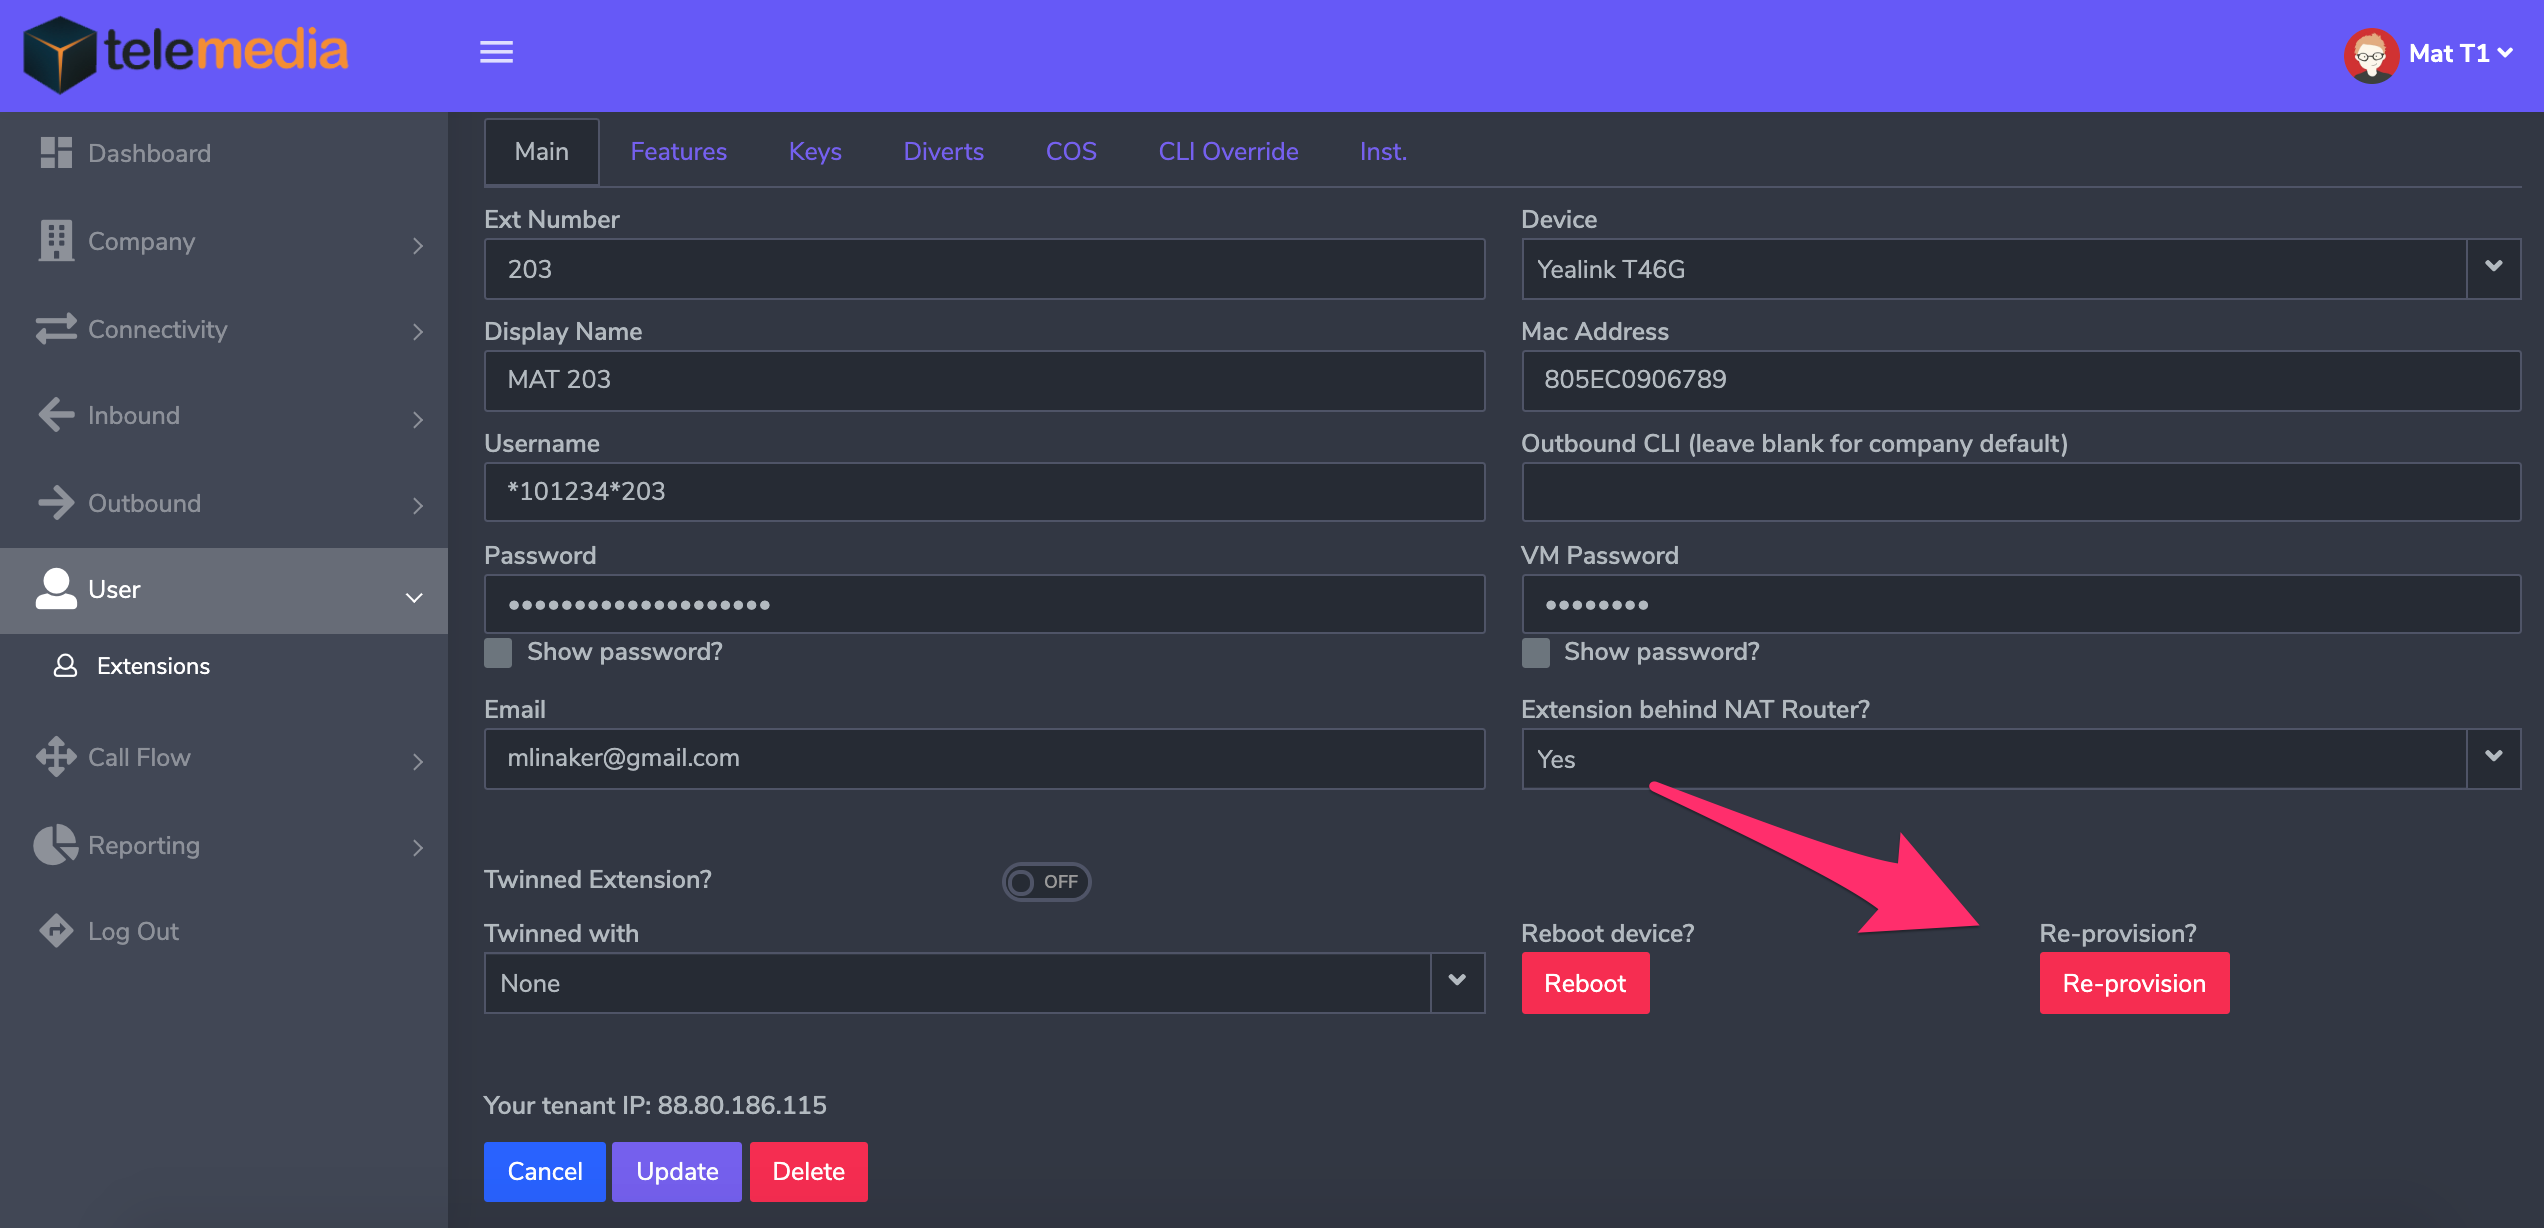 telemedia
Mat T1
Dashboard
Company
Connectivity
Inbound
Outbound
User
Extensions
Call Flow
Reporting
Log Out
Main Features Keys Diverts COS CLI Override Inst.
Ext Number
203
Device
Yealink T46G
Display Name
MAT 203
Mac Address
805EC0906789
Username
*101234*203
Outbound CLI (leave blank for company default)
Password
••••••••••••••••••••
Show password?
VM Password
••••••••
Show password?
Email
mlinaker@gmail.com
Extension behind NAT Router?
Yes
Twinned Extension? OFF
Twinned with
None
Reboot device?
Reboot
Re-provision?
Re-provision
Your tenant IP: 88.80.186.115
Cancel Update Delete